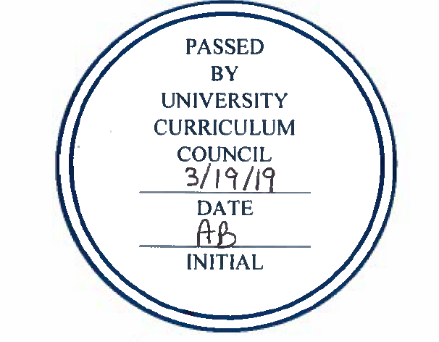 PASSED
BY
UNIVERSITY
CURRICULUM
COUNCIL
3/19/19
DATE
AB
INITIAL